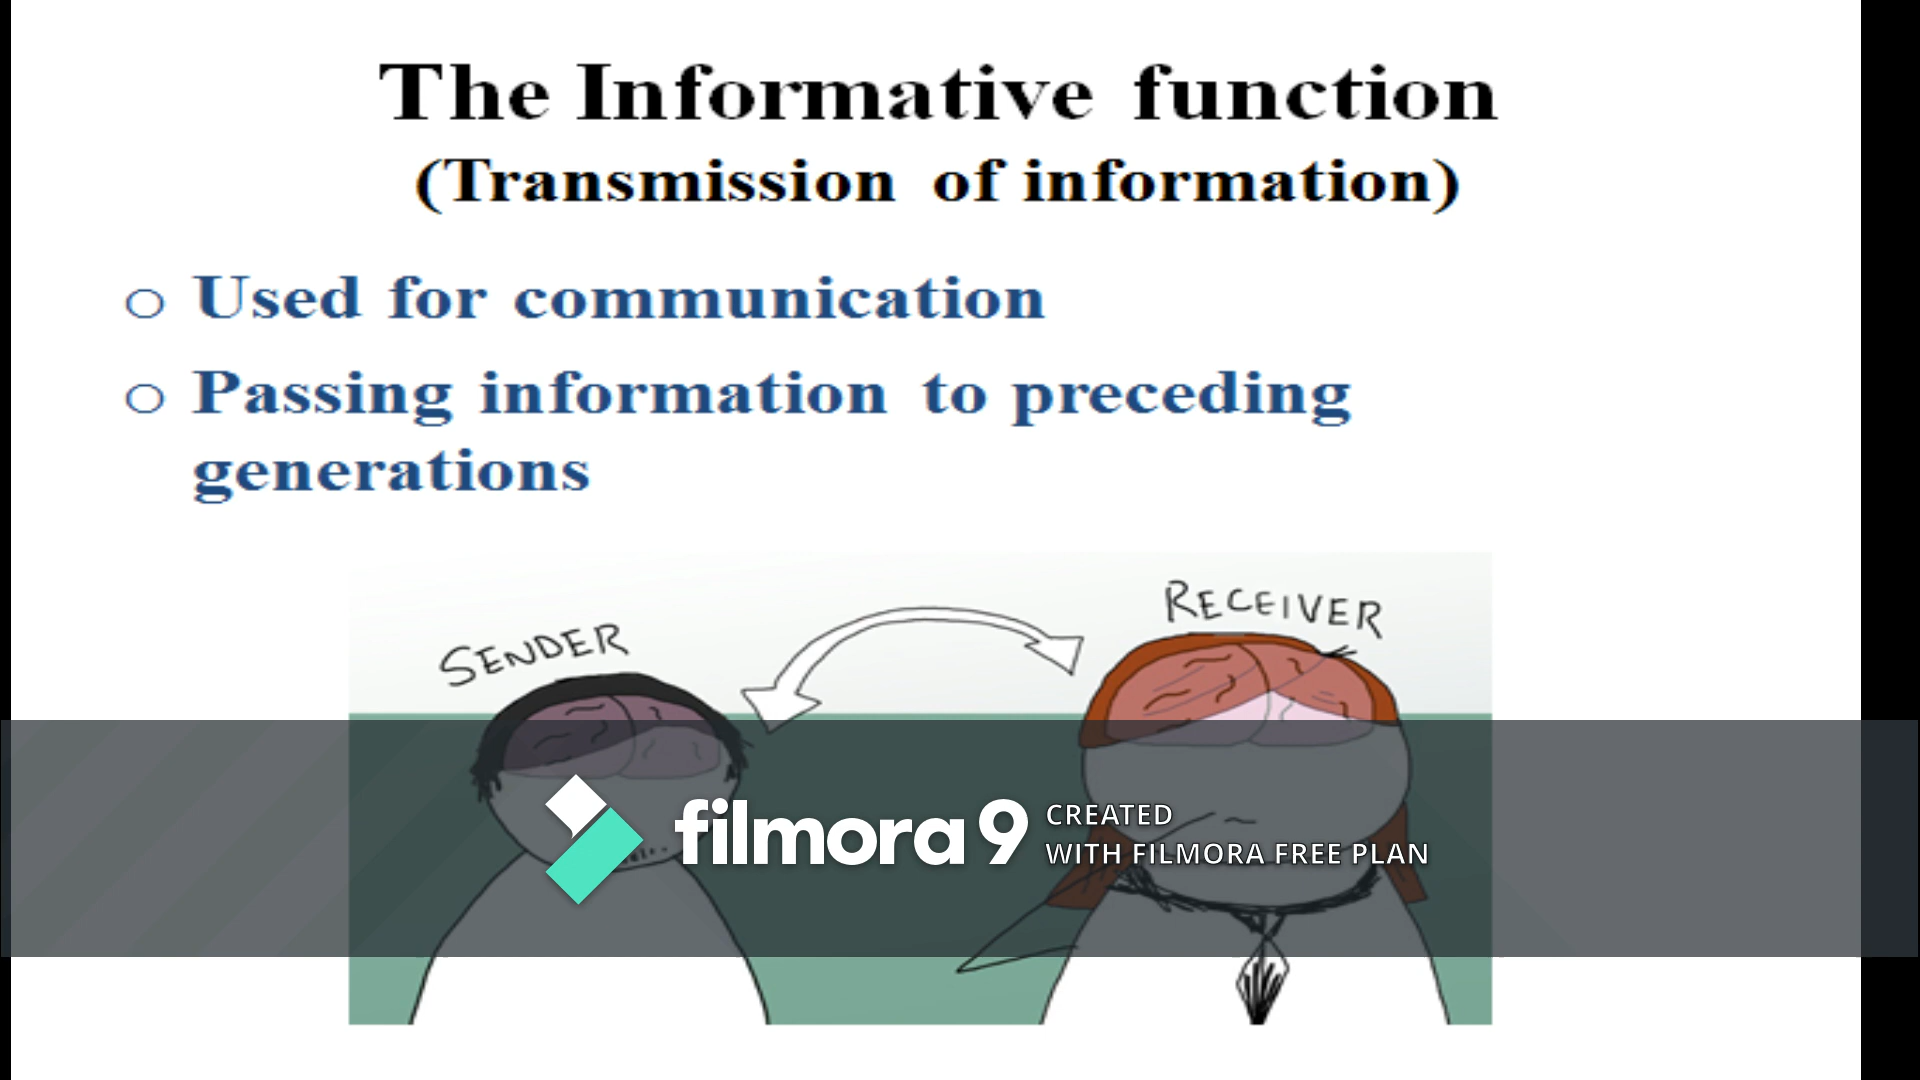 The Informative function
(Transmission of information)
o Used for communication
o Passing information to preceding
generations
SENDER
RECEIVER
filmora 9
CREATED
WITH FILMORA FREE PLAN